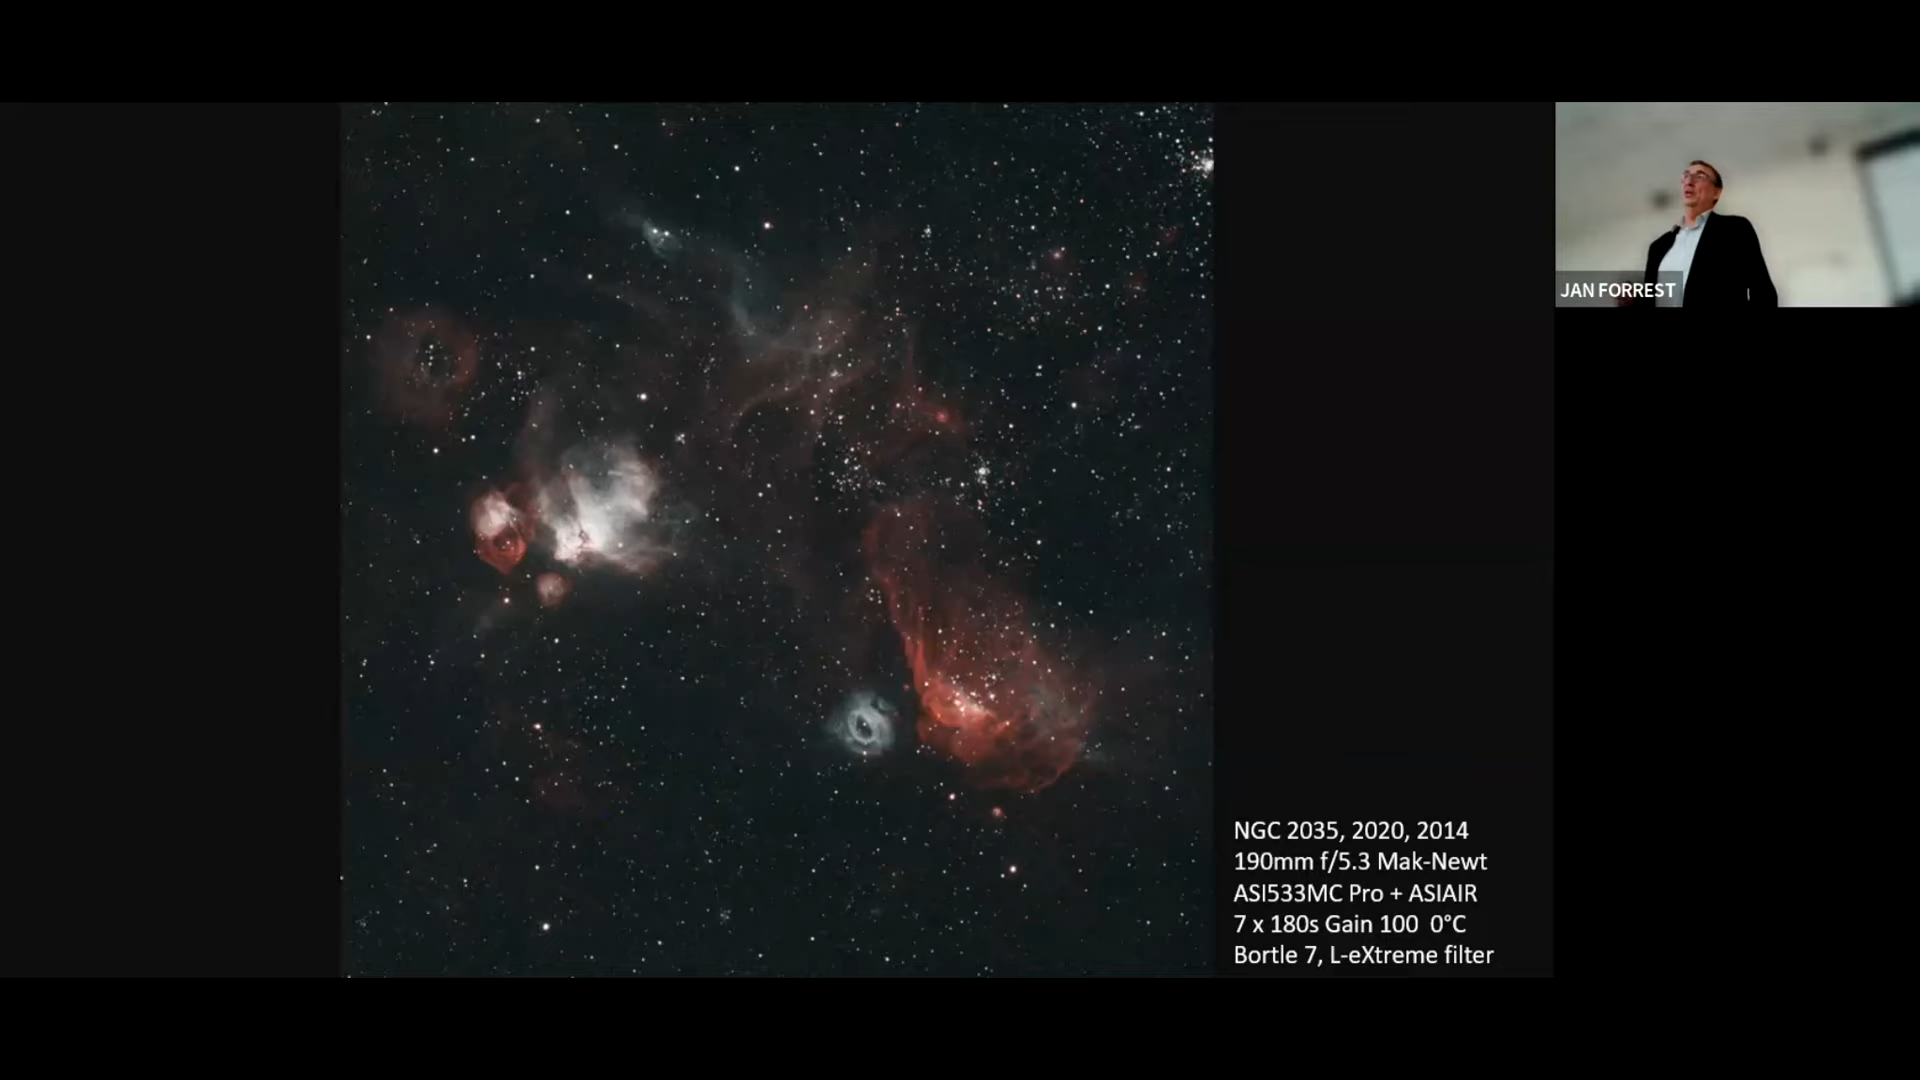 JAN FORREST
NGC 2035, 2020, 2014
190mm f/5.3 Mak-Newt
ASI533MC Pro + ASIAIR
7 x 180s Gain 100  0°C
Bortle 7, L-eXtreme filter